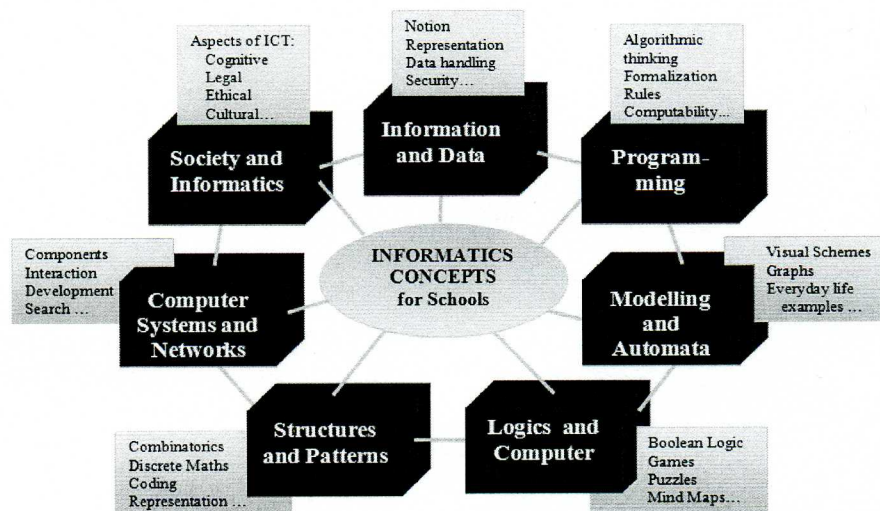 Aspects of ICT:
Cognitive
Legal
Ethical
Cultural...
Society and
Informatics
Notion
Representation
Data handling
Security...
Information
and Data
Algorithmic
thinking
Formalization
Rules
Computability...
Program-
ming
Components
Interaction
Development
Search ...
Computer
Systems and
Networks
INFORMATICS
CONCEPTS
for Schools
Visual Schemes
Graphs
Everyday life
examples ...
Modelling
and
Automata
Combinatorics
Discrete Maths
Coding
Representation ...
Structures
and Patterns
Logics and
Computer
Boolean Logic
Games
Puzzles
Mind Maps...